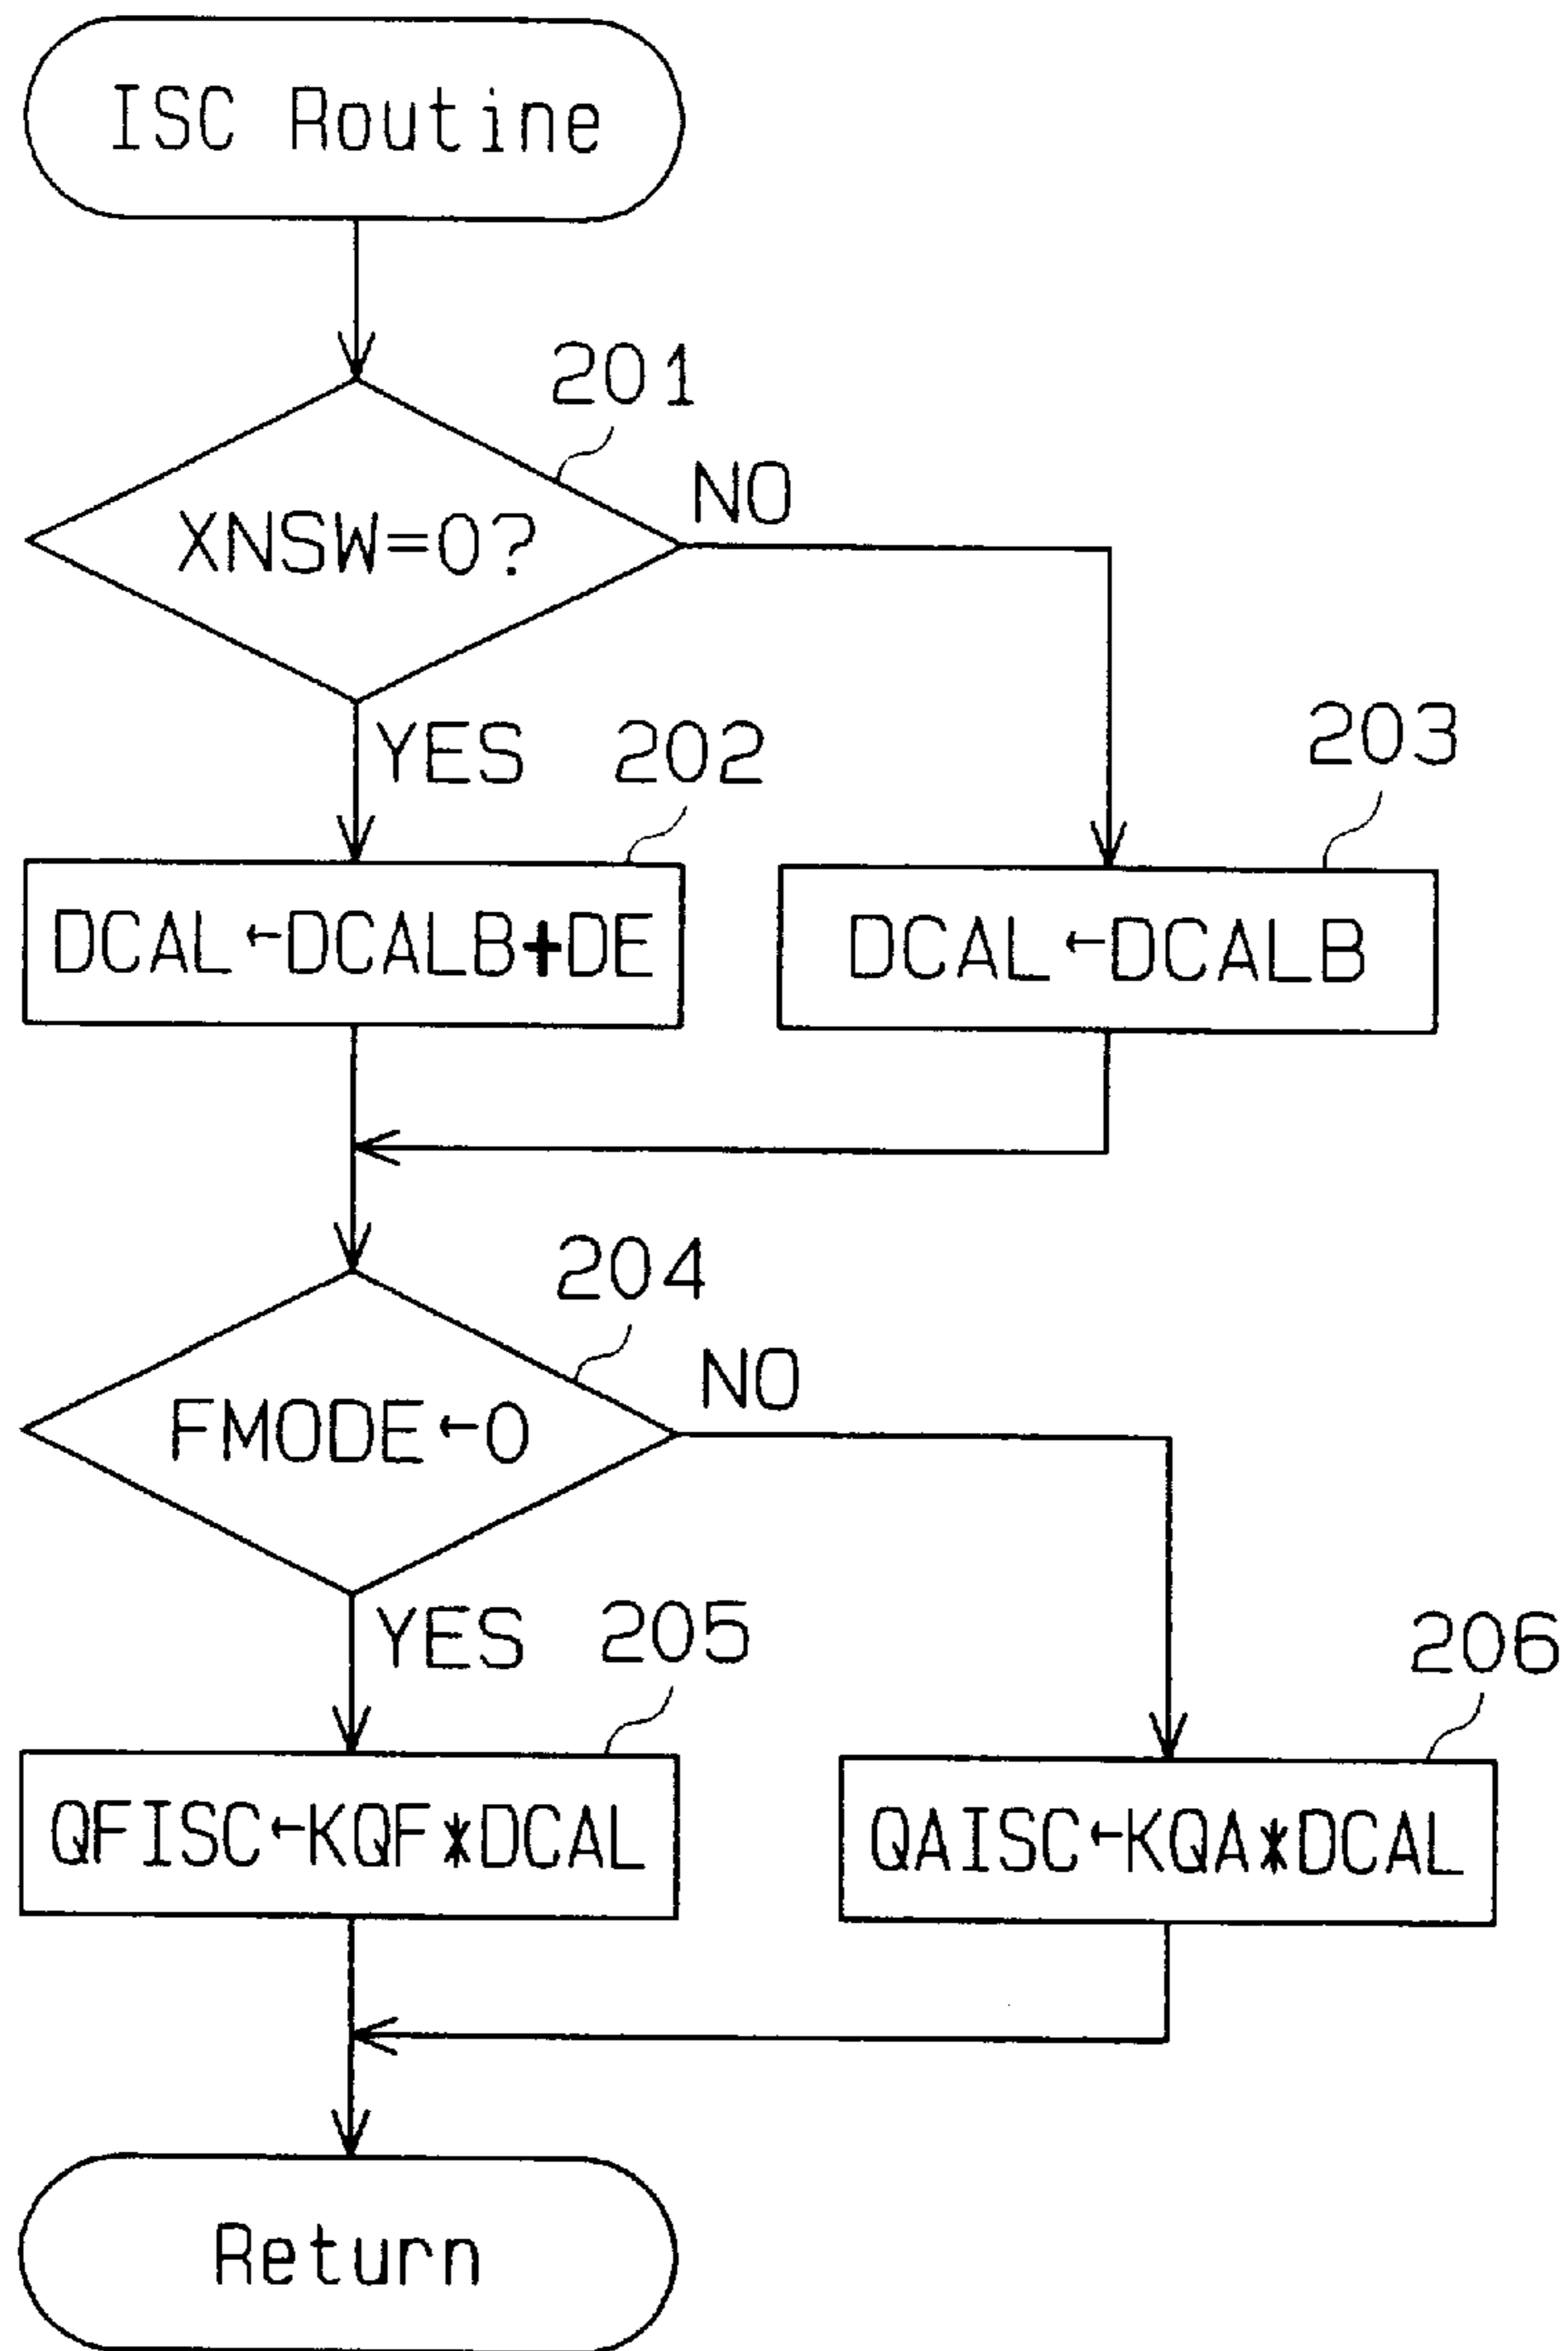 ISC Routine
201
XNSW=0?
NO
YES
202
203
DCAL←DCALB+DE
DCAL←DCALB
204
FMODE←0
NO
YES
205
206
QFISC←KQF*DCAL
QAISC←KQA*DCAL
Return